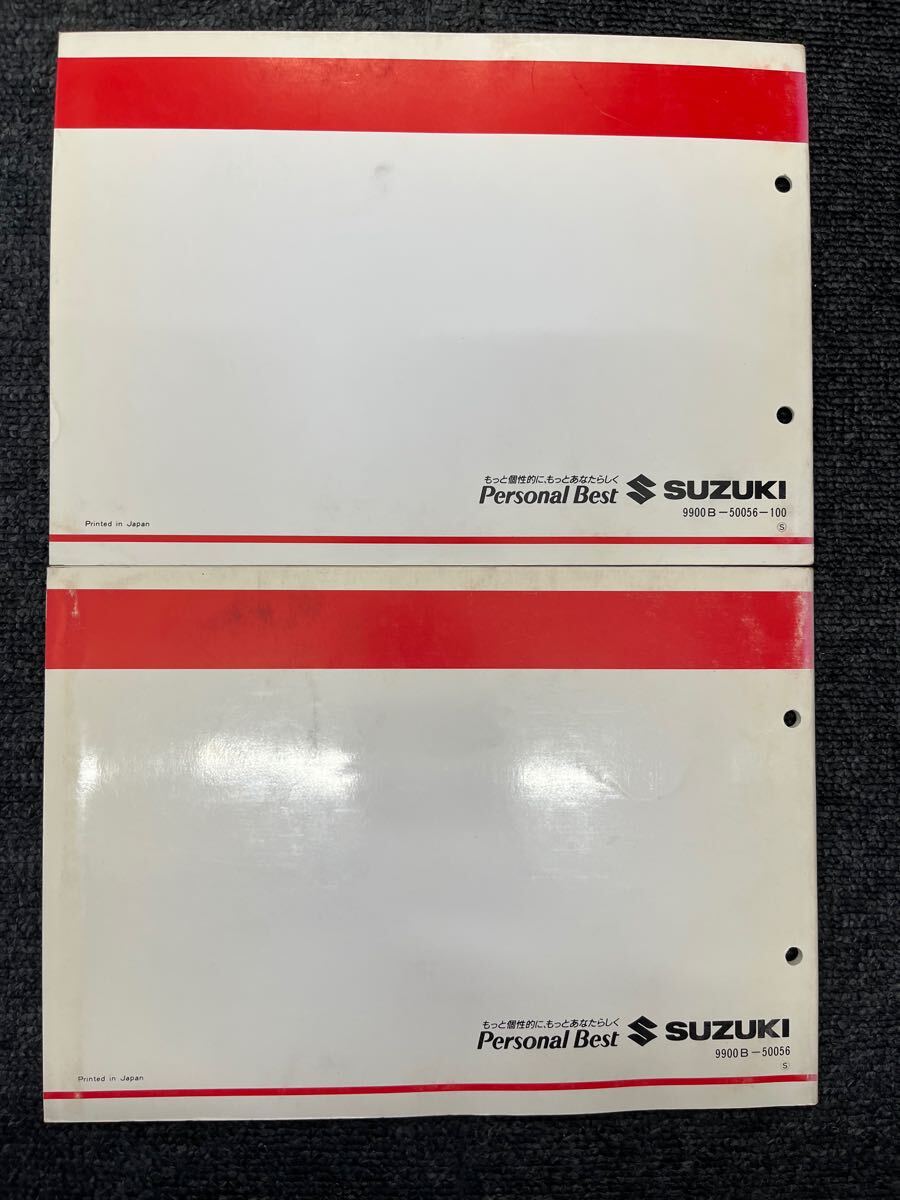 もっと個性的に、もっとあなたらしく
Personal Best SUZUKI
9900B-50056-100
Ⓢ
Printed in Japan
もっと個性的に、もっとあなたらしく
Personal Best SUZUKI
9900B-50056
Ⓢ
Printed in Japan